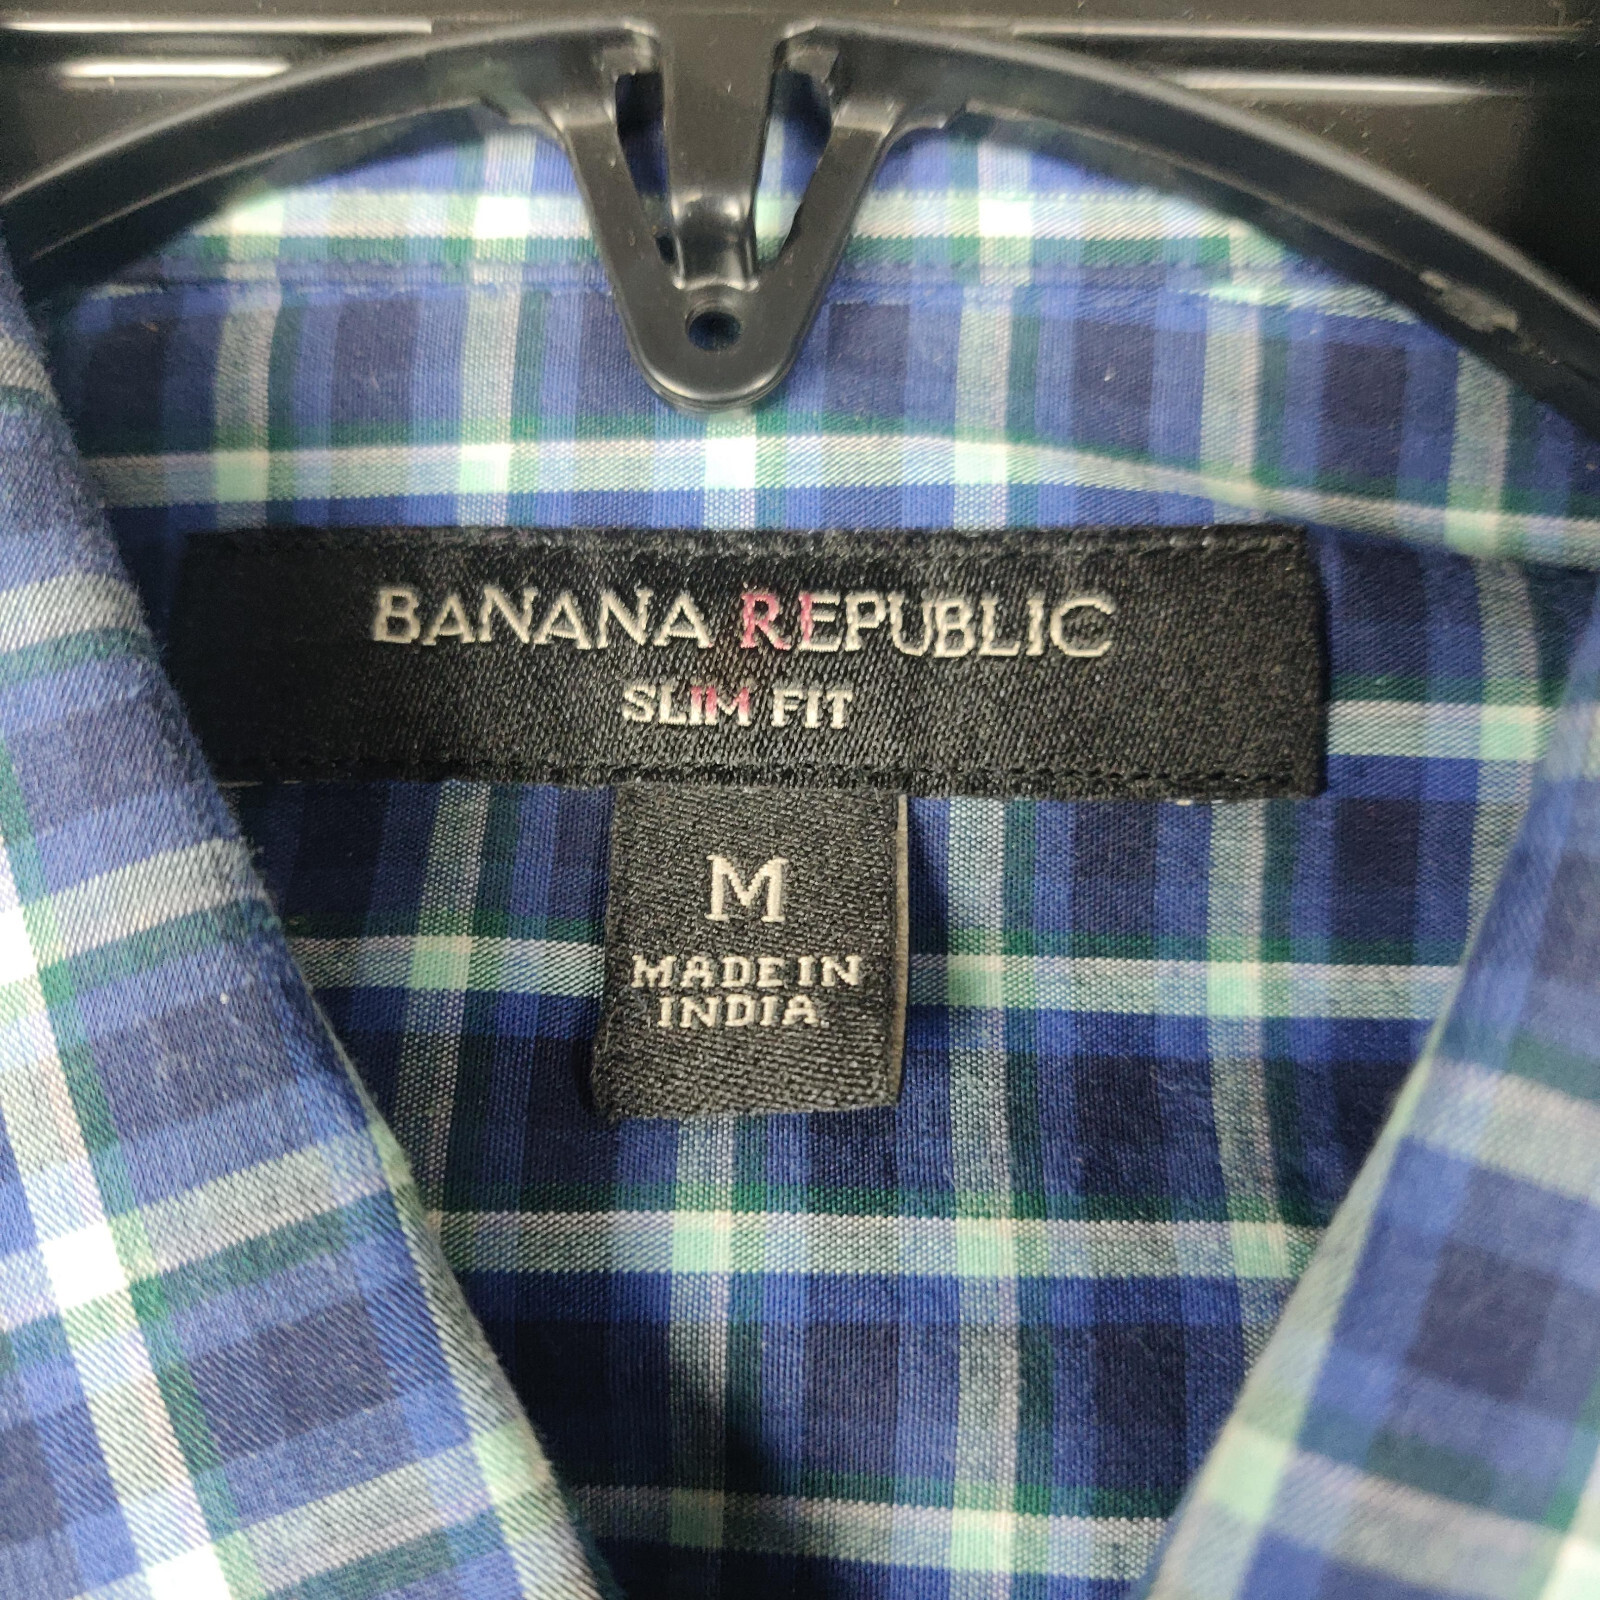 BANANA REPUBLIC
SLIM FIT
M
MADE IN
INDIA